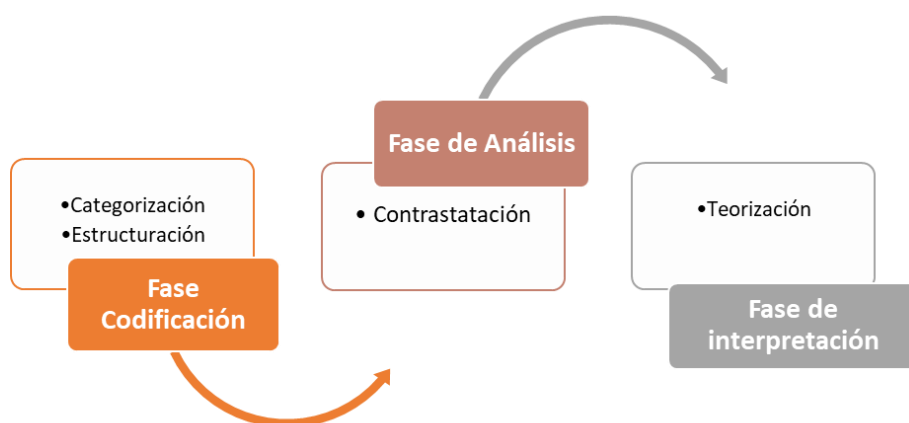 •Categorización
•Estructuración
Fase
Codificación
Fase de Análisis
• Contrastatación
•Teorización
Fase de
interpretación